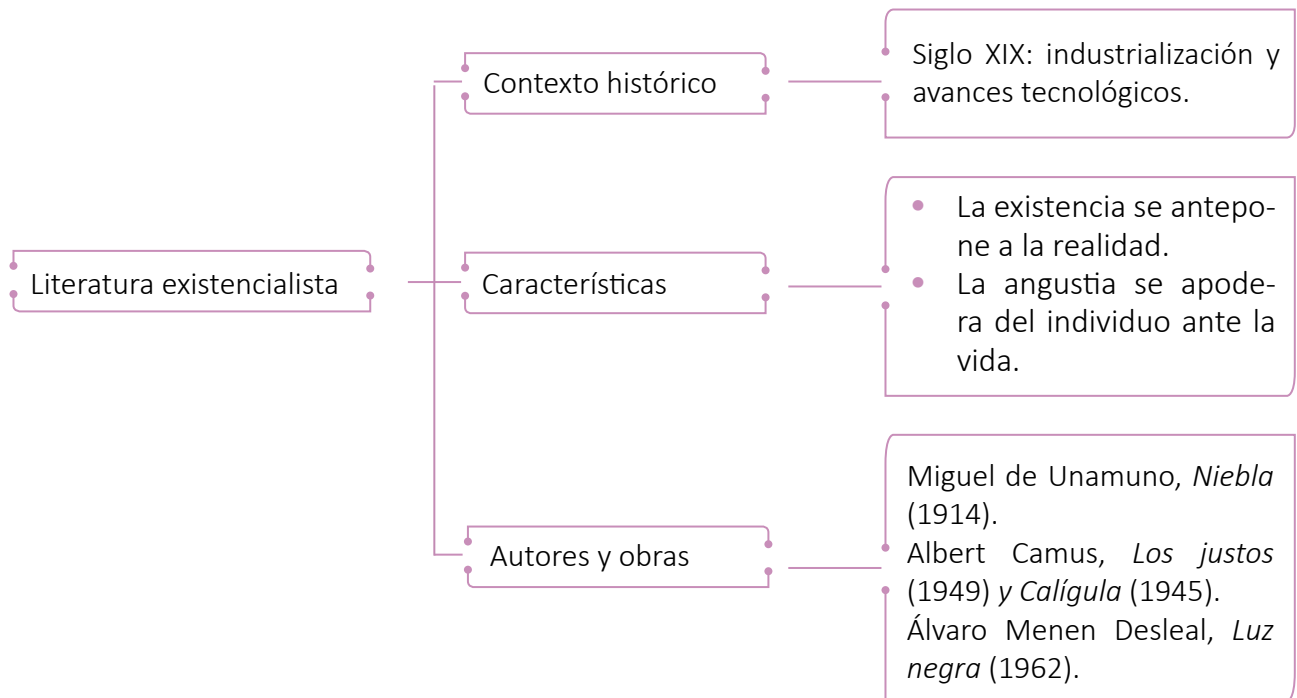 Literatura existencialista
Contexto histórico
Siglo XIX: industrialización y
avances tecnológicos.
Característícas
La existencia se antepo-
ne a la realidad.
La angustia se apode-
ra del individuo ante la
vida.
Autores y obras
Miguel de Unamuno, Niebla
(1914).
Albert Camus, Los justos
(1949) y Calígula (1945).
Álvaro Menen Desleal, Luz
negra (1962).